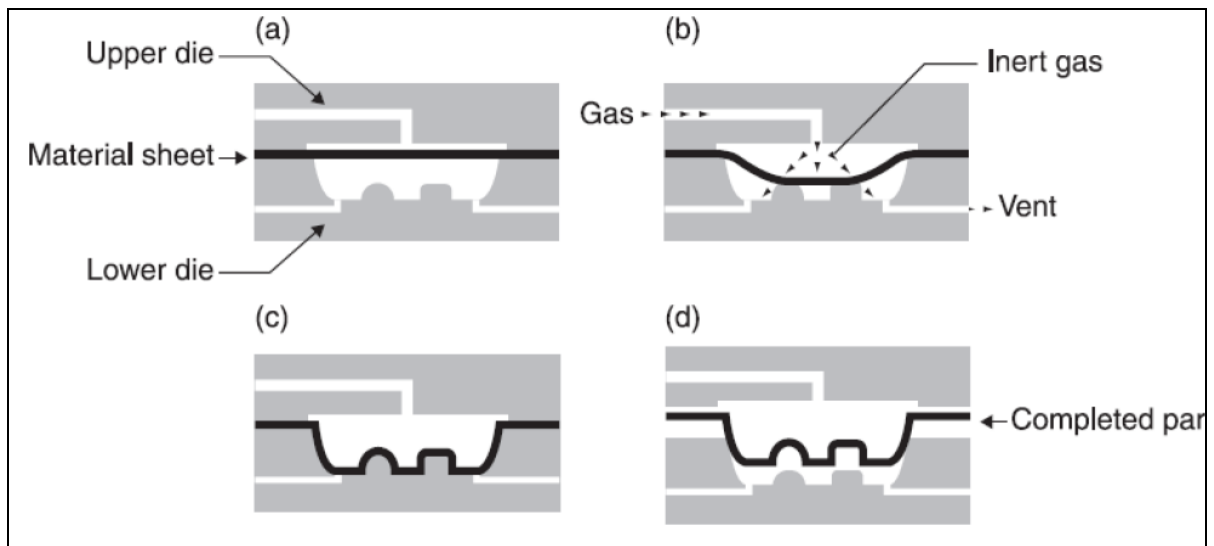 (a)
Upper die
Material sheet
Lower die
(b)
Inert gas
Gas
Vent
(c)
(d)
Completed par